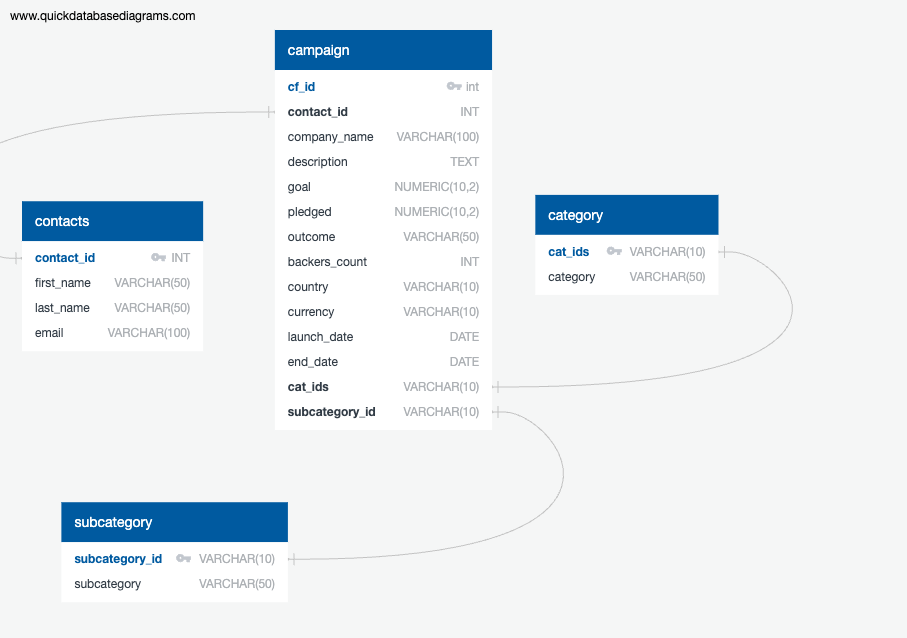 www.quickdatabasediagrams.com
campaign
cf_id int
contact_id INT
company_name VARCHAR(100)
description TEXT
goal NUMERIC(10,2)
pledged NUMERIC(10,2)
outcome VARCHAR(50)
backers_count INT
country VARCHAR(10)
currency VARCHAR(10)
launch_date DATE
end_date DATE
cat_ids VARCHAR(10)
subcategory_id VARCHAR(10)
contacts
contact_id INT
first_name VARCHAR(50)
last_name VARCHAR(50)
email VARCHAR(100)
category
cat_ids VARCHAR(10)
category VARCHAR(50)
subcategory
subcategory_id VARCHAR(10)
subcategory VARCHAR(50)